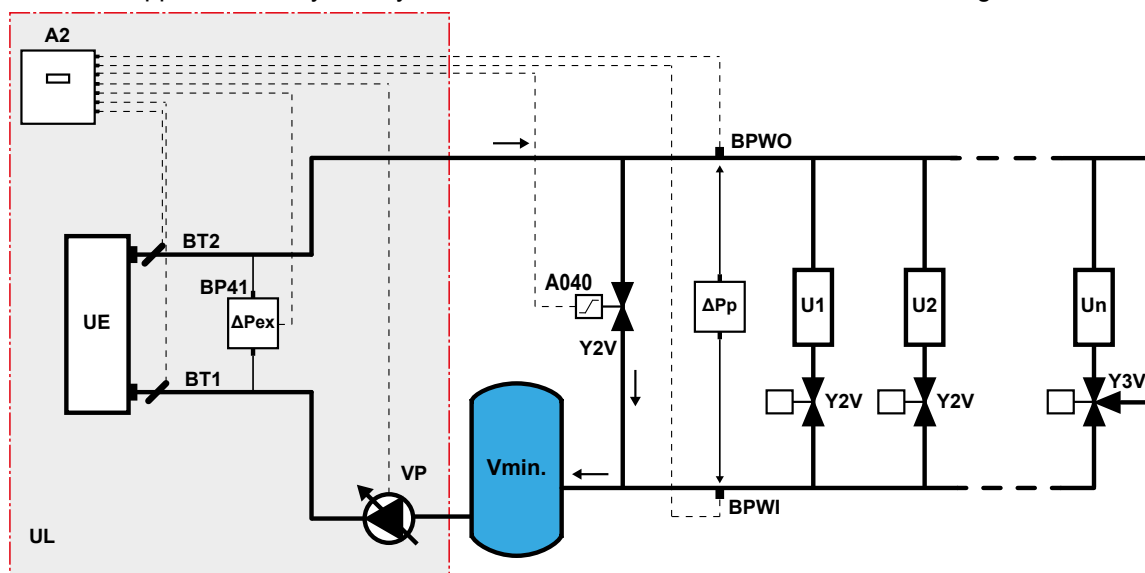 A2
BPWO
BT2
BP41
A040
UE
ΔPex
ΔPp
U1
U2
Un
Y2V
BT1
Y3V
Y2V
Y2V
Vmin.
VP
BPWI
UL